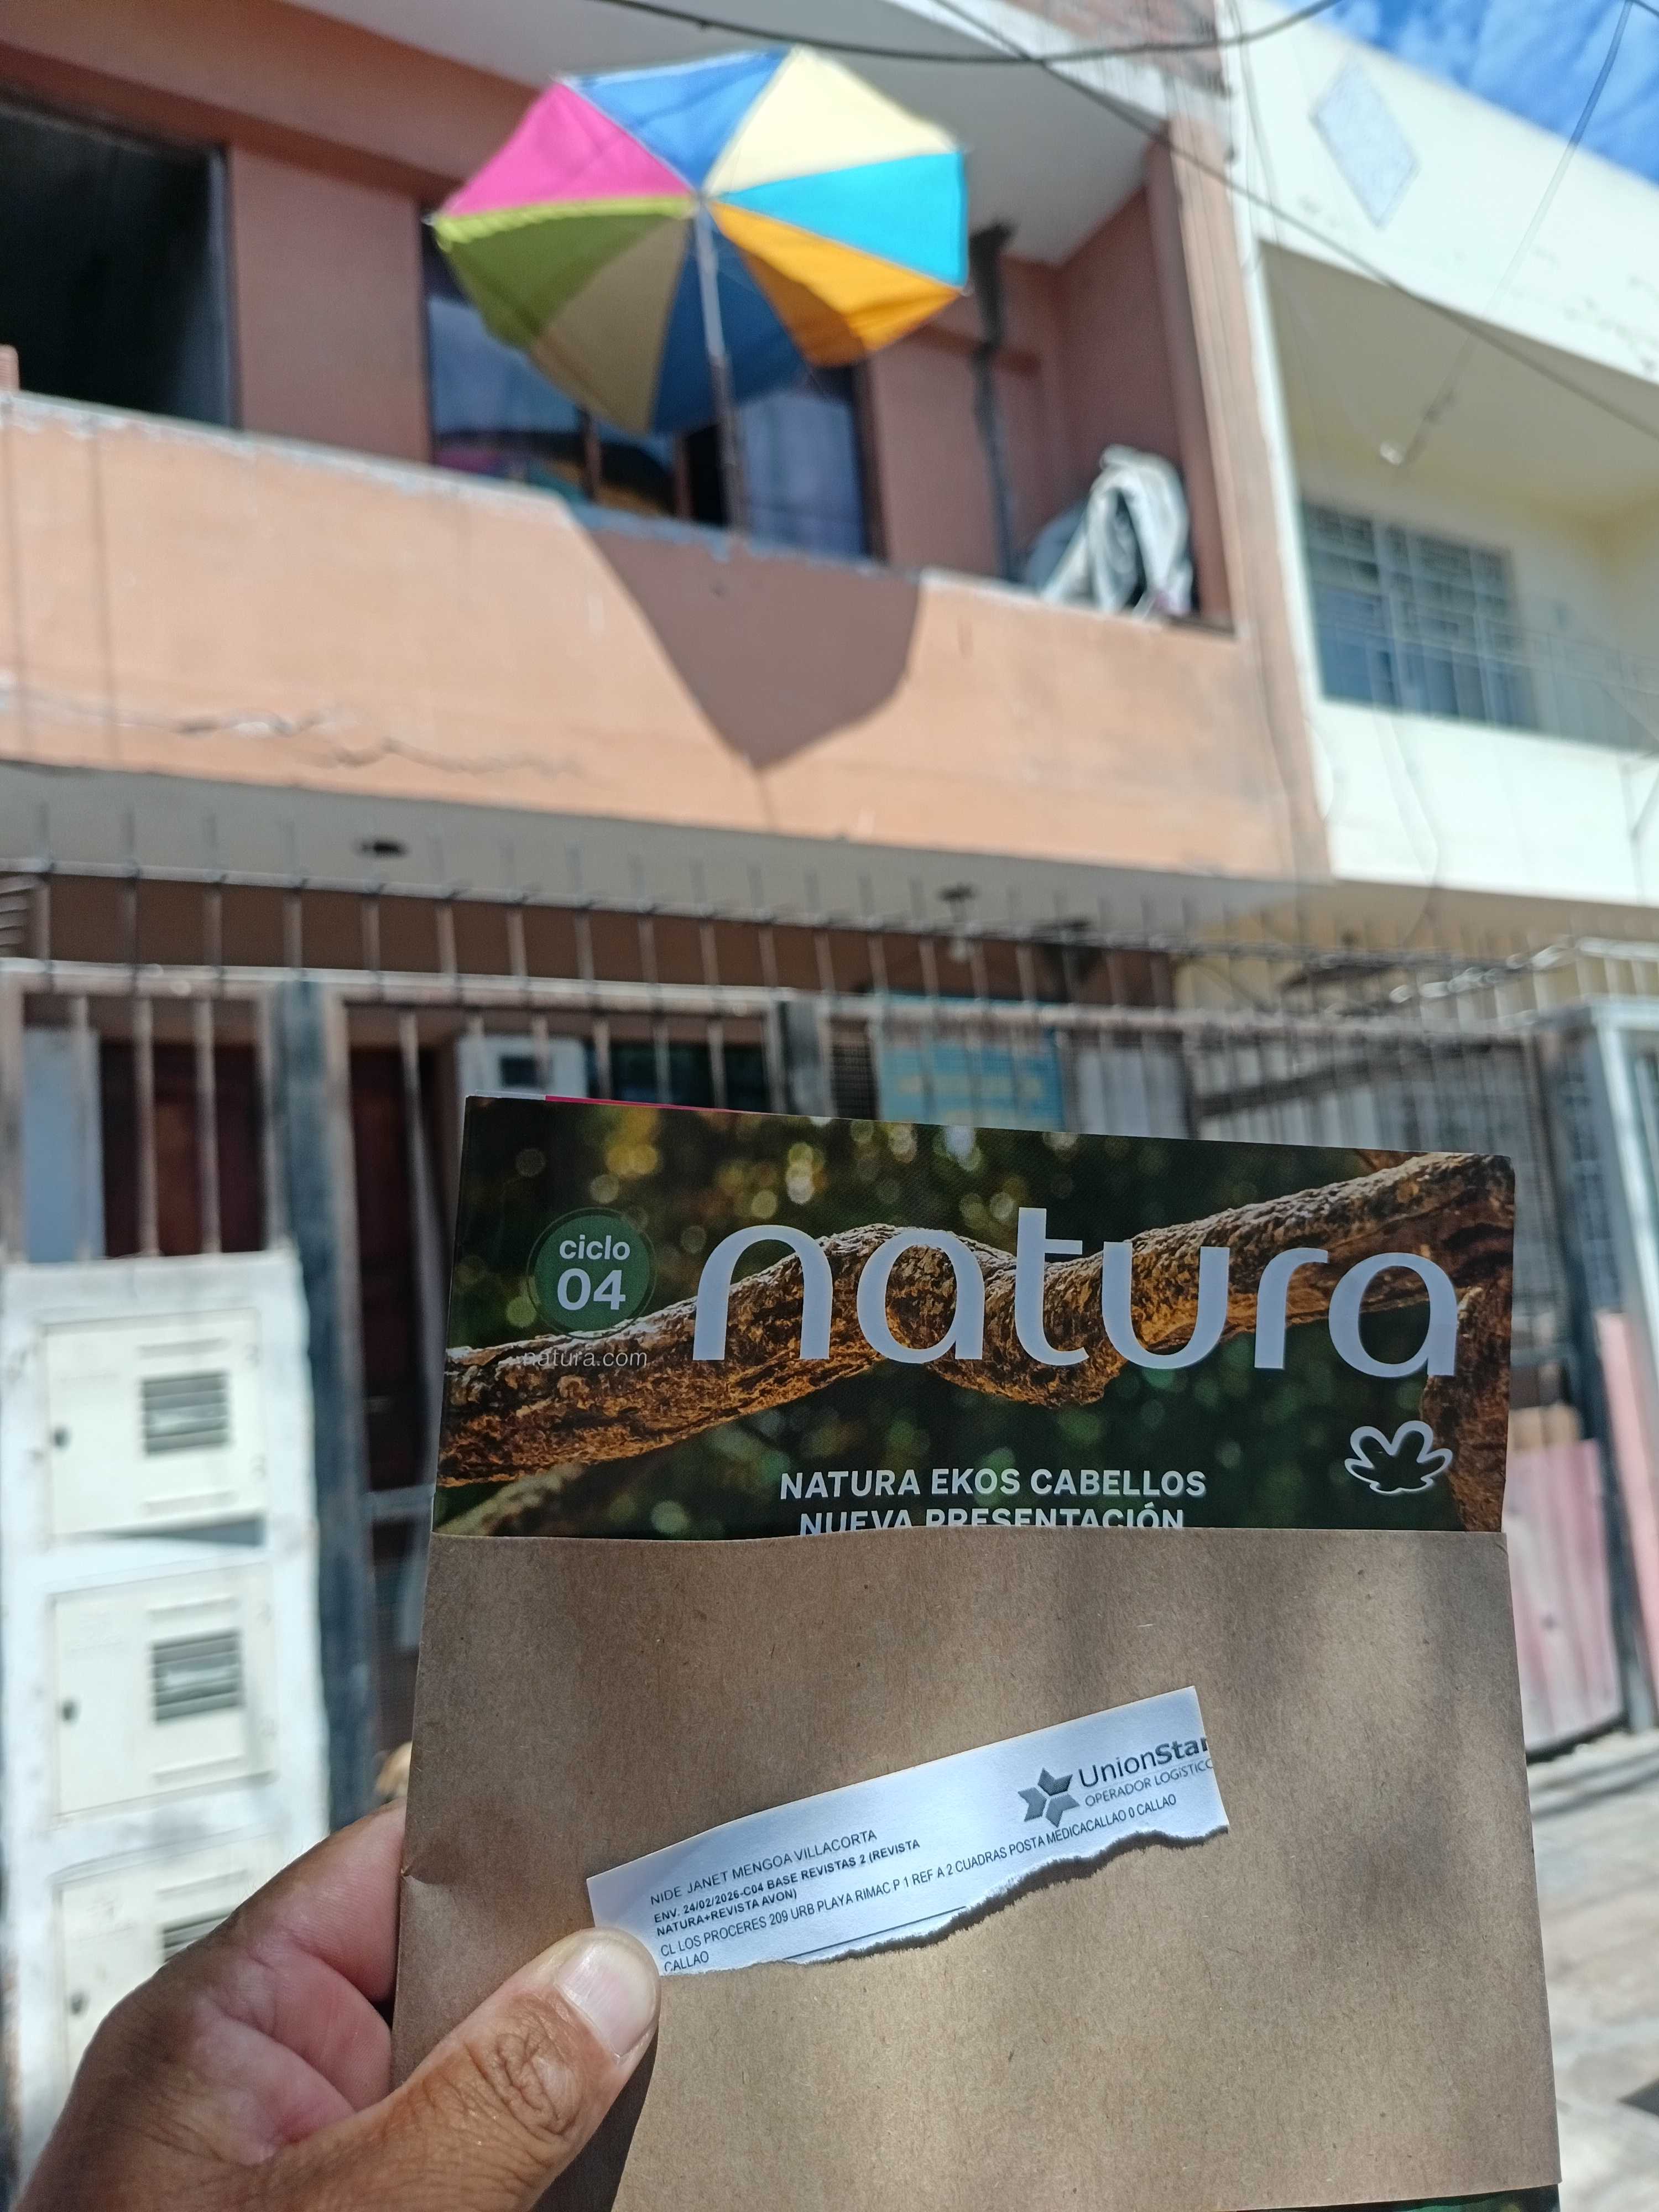 ciclo
04
natura
natura.com
NATURA EKOS CABELLOS
NUEVA PRESENTACIÓN
UnionStar
OPERADOR LOGÍSTICO
NIDE JANET MENGOA VILLACORTA
ENV. 24/02/2026-C04 BASE REVISTAS 2 (REVISTA
NATURA+REVISTA AVON)
CL LOS PROCERES 209 URB PLAYA RIMAC P 1 REF A 2 CUADRAS POSTA MEDICACALLAO 0 CALLAO
CALLAO